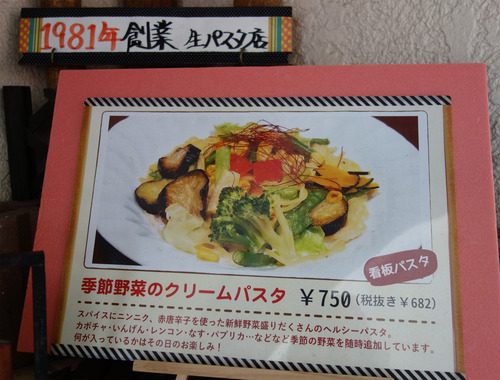 1981年創業 生パスタ店
看板パスタ
季節野菜のクリームパスタ ¥750(税抜き¥682)
スパイスにニンニク、赤唐辛子を使った新鮮野菜盛りだくさんのヘルシーパスタ。
カボチャ・いんげん・レンコン・なす・パプリカ…などなど季節の野菜を随時追加しています。
何が入っているかはその日のお楽しみ!